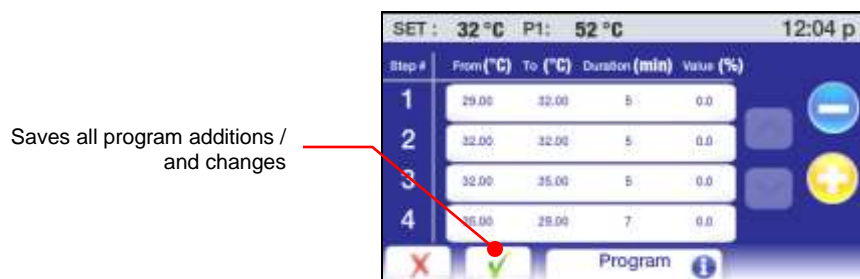 SET : 32 °C P1: 52 °C 12:04 p
Step # From (°C) To (°C) Duration (min) Value (%)
1 29.00 32.00 5 0.0
2 32.00 32.00 5 0.0
Saves all program additions /
and changes
3 32.00 35.00 5 0.0
4 35.00 29.00 7 0.0
Program